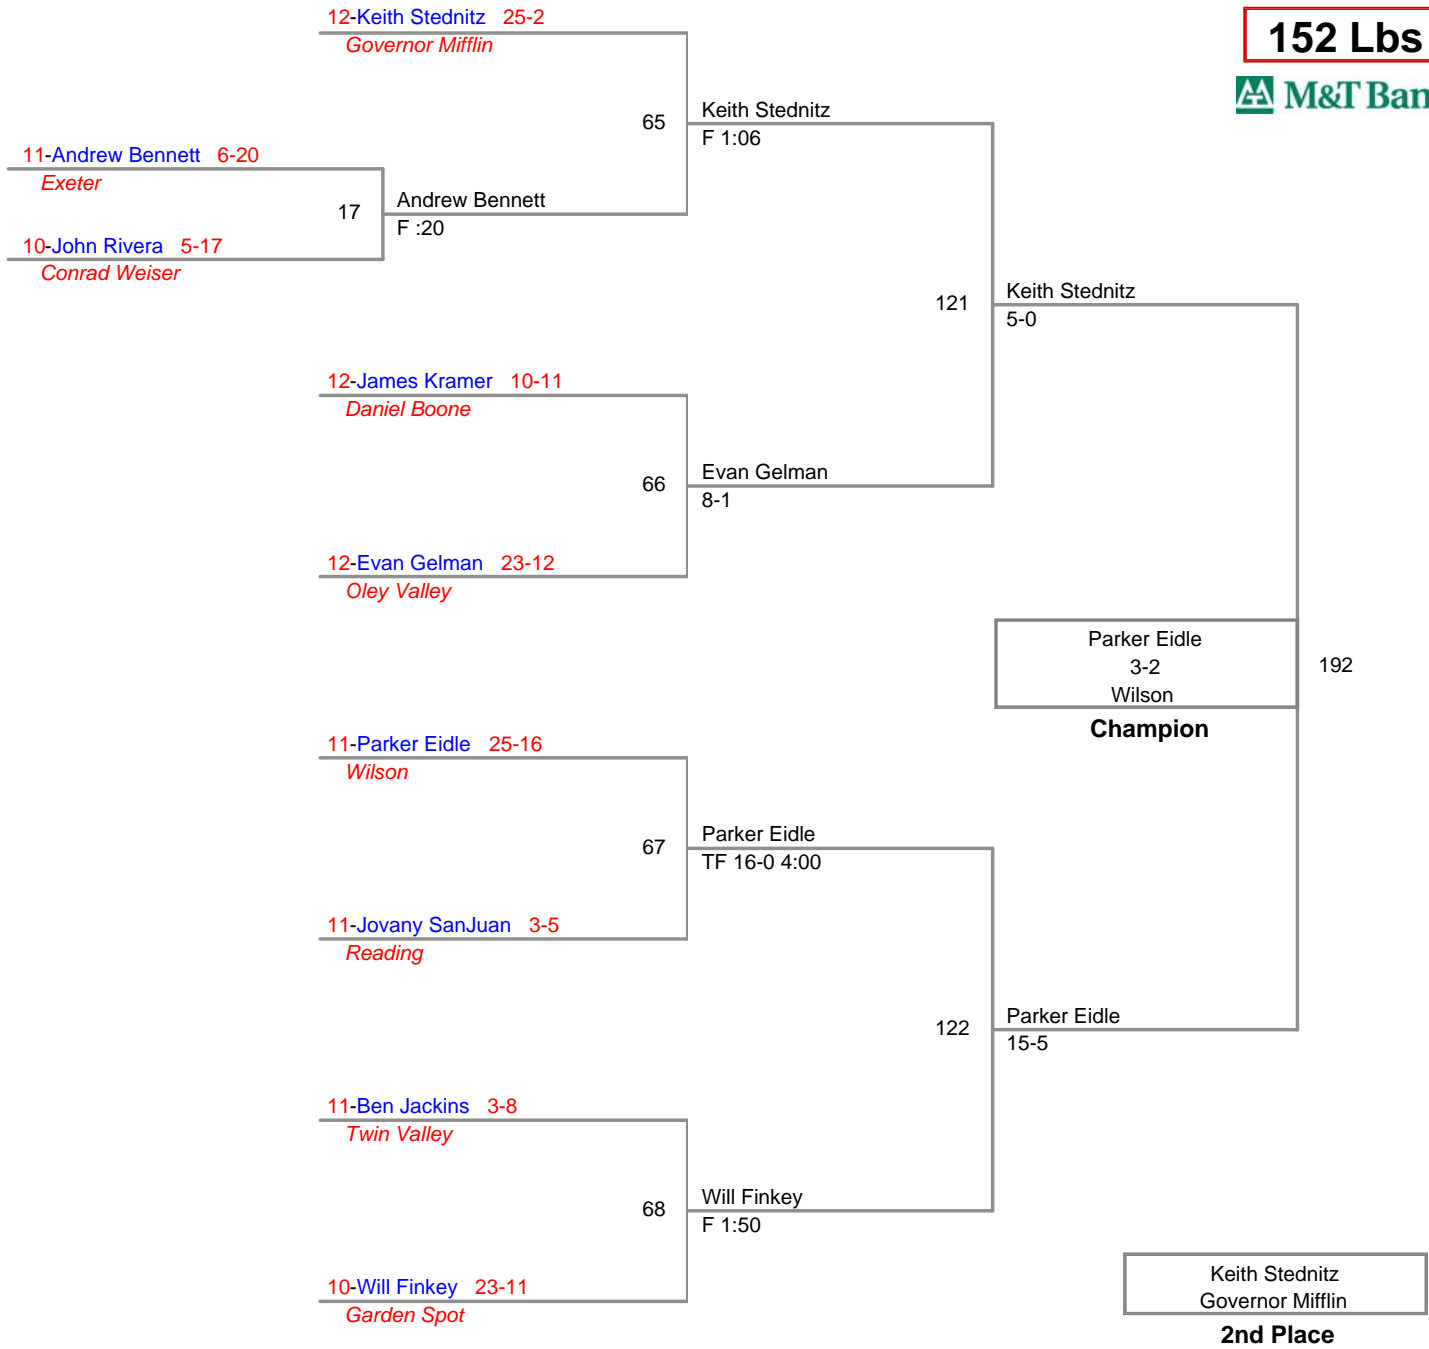 12-Keith Stednitz 25-2
Governor Mifflin
152 Lbs
M&T Ban
65
Keith Stednitz
F 1:06
11-Andrew Bennett 6-20
Exeter
17
Andrew Bennett
F :20
10-John Rivera 5-17
Conrad Weiser
121
Keith Stednitz
5-0
12-James Kramer 10-11
Daniel Boone
66
Evan Gelman
8-1
12-Evan Gelman 23-12
Oley Valley
Parker Eidle
3-2
Wilson
192
Champion
11-Parker Eidle 25-16
Wilson
67
Parker Eidle
TF 16-0 4:00
11-Jovany SanJuan 3-5
Reading
122
Parker Eidle
15-5
11-Ben Jackins 3-8
Twin Valley
68
Will Finkey
F 1:50
10-Will Finkey 23-11
Garden Spot
Keith Stednitz
Governor Mifflin
2nd Place